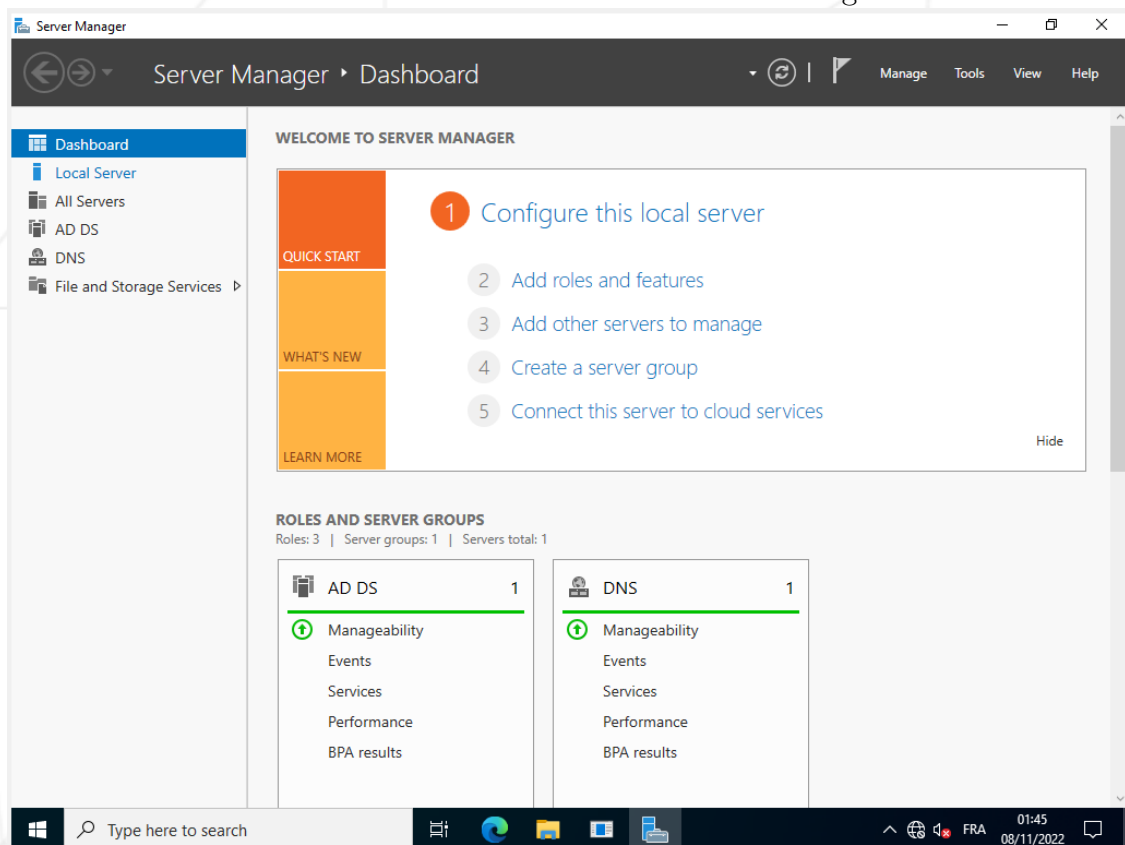 Server Manager
Server Manager ‣ Dashboard
Manage Tools View Help
Dashboard
Local Server
All Servers
AD DS
DNS
File and Storage Services
WELCOME TO SERVER MANAGER
QUICK START
WHAT'S NEW
LEARN MORE
1 Configure this local server
2 Add roles and features
3 Add other servers to manage
4 Create a server group
5 Connect this server to cloud services
Hide
ROLES AND SERVER GROUPS
Roles: 3 | Server groups: 1 | Servers total: 1
AD DS 1
Manageability
Events
Services
Performance
BPA results
DNS 1
Manageability
Events
Services
Performance
BPA results
Type here to search
FRA
01:45
08/11/2022